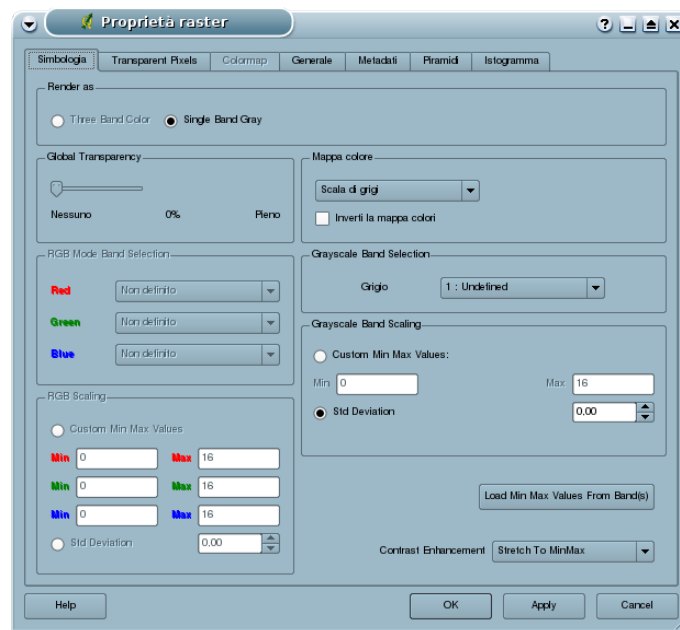 Proprietà raster
Simbologia Transparent Pixels Colormap Generale Metadati Piramidi Istogramma
Render as
Three Band Color Single Band Gray
Global Transparency
Nessuno 0% Pieno
Mappa colore
Scala di grigi
Inverti la mappa colori
RGB Mode Band Selection
Red Non definito
Green Non definito
Blue Non definito
Grayscale Band Selection
Grigio 1 : Undefined
Grayscale Band Scaling
Custom Min Max Values:
Min 0 Max 16
Std Deviation 0,00
RGB Scaling
Custom Min Max Values
Min 0 Max 16
Min 0 Max 16
Min 0 Max 16
Std Deviation 0,00
Load Min Max Values From Band(s)
Contrast Enhancement Stretch To MinMax
Help OK Apply Cancel